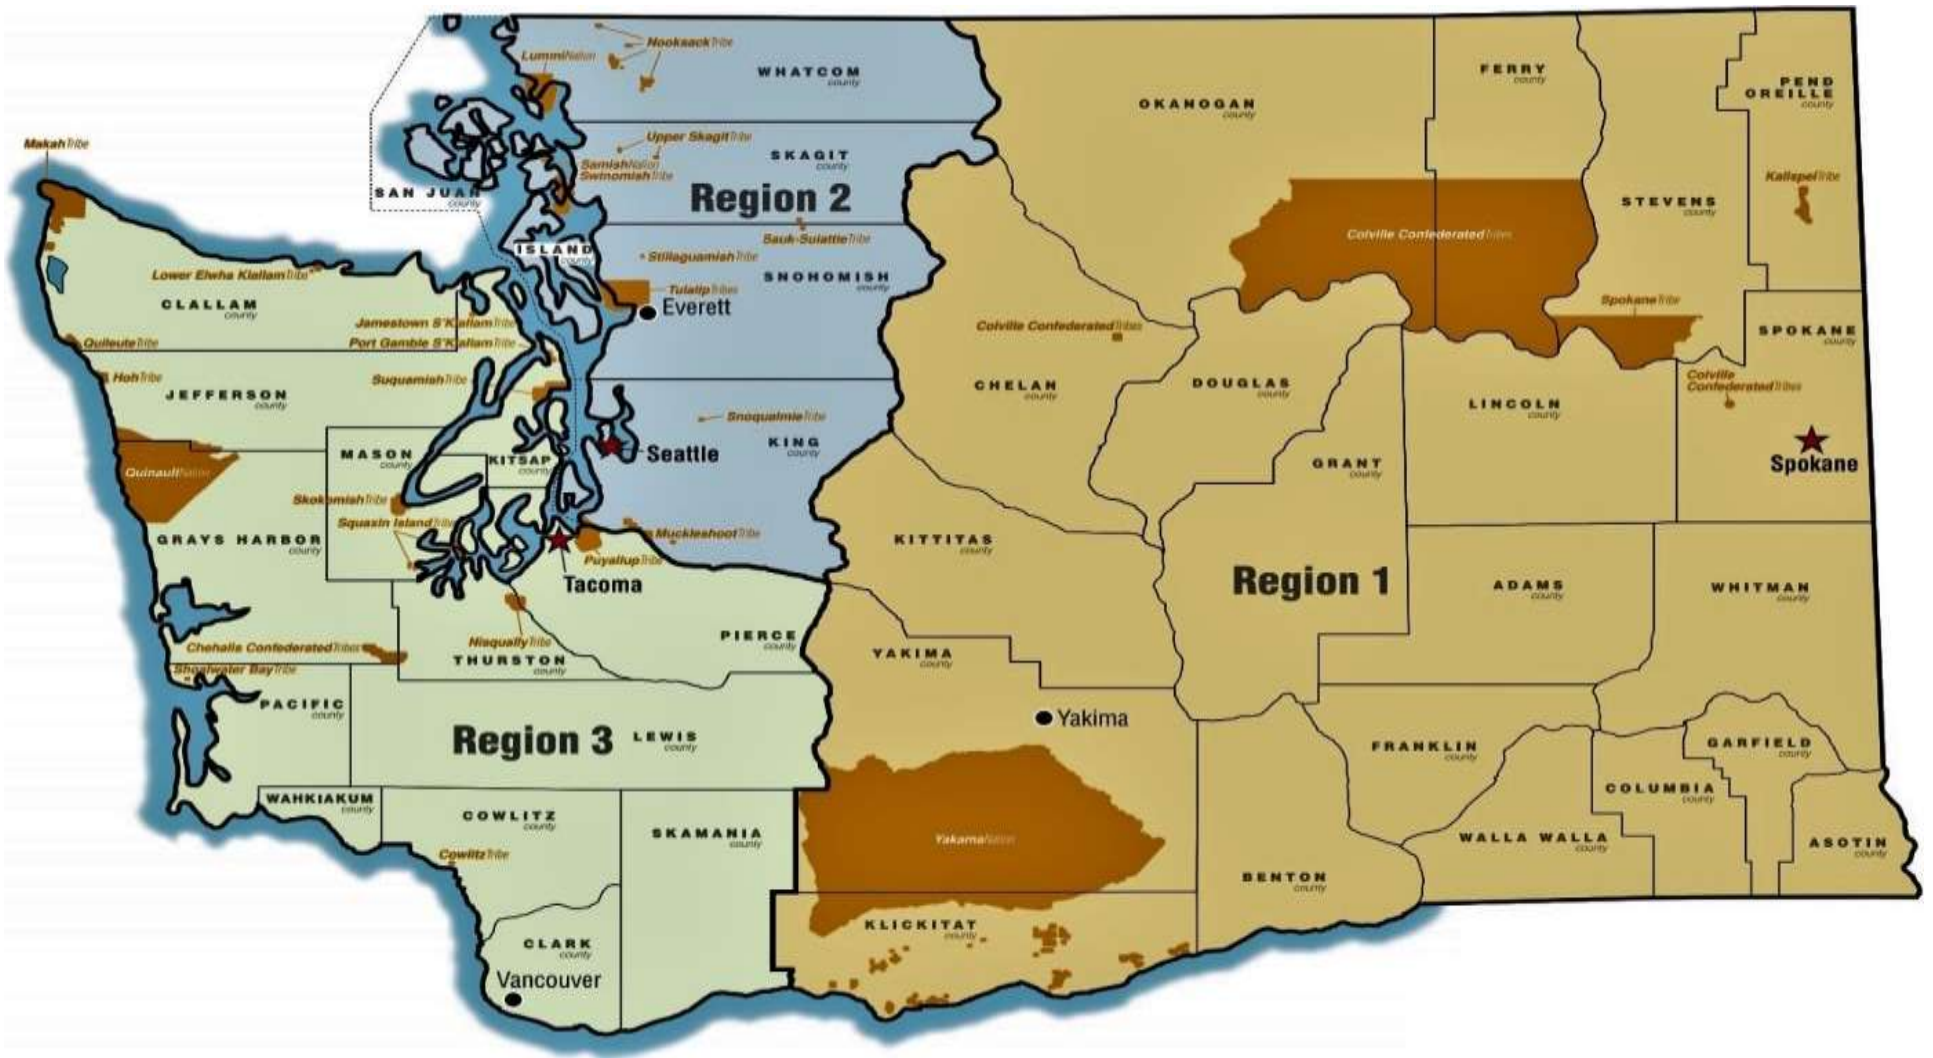 Nooksack Tribe
Lummi Nation
WHATCOM
county
OKANOGAN
county
FERRY
county
PEND
OREILLE
county
Makah Tribe
Upper Skagit Tribe
SKAGIT
county
Samish Nation
Swinomish Tribe
SAN JUAN
county
Region 2
Kalispel Tribe
STEVENS
county
Sauk-Suiattle Tribe
Colville Confederated Tribes
ISLAND
county
Stillaguamish Tribe
SNOHOMISH
county
Lower Elwha Klallam Tribe
CLALLAM
county
Tulalip Tribes
Everett
Spokane Tribe
Jamestown S'Klallam Tribe
Colville Confederated Tribes
SPOKANE
county
Quileute Tribe
Port Gamble S'Klallam Tribe
Hoh Tribe
Suquamish Tribe
JEFFERSON
county
CHELAN
county
DOUGLAS
county
Colville
Confederated Tribes
LINCOLN
county
Snoqualmie Tribe
KING
county
Seattle
MASON
county
KITSAP
county
GRANT
county
Spokane
Quinault Nation
Skokomish Tribe
Squaxin Island Tribe
Muckleshoot Tribe
GRAYS HARBOR
county
KITTITAS
county
Puyallup Tribe
Tacoma
Region 1
ADAMS
county
WHITMAN
county
Nisqually Tribe
PIERCE
county
Chehalis Confederated Tribes
THURSTON
county
YAKIMA
county
Shoalwater Bay Tribe
PACIFIC
county
Yakima
Region 3
LEWIS
county
FRANKLIN
county
GARFIELD
county
WAHKIAKUM
county
COLUMBIA
county
COWLITZ
county
SKAMANIA
county
Yakama Nation
WALLA WALLA
county
ASOTIN
county
Cowlitz Tribe
BENTON
county
KLICKITAT
county
CLARK
county
Vancouver